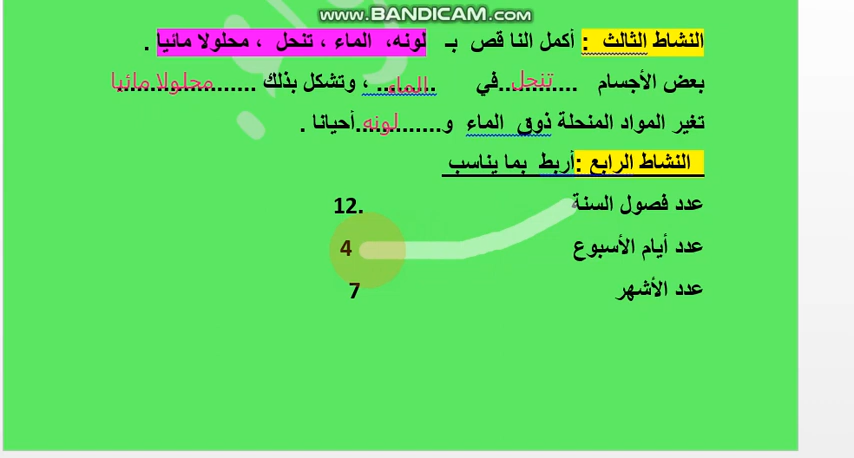 www.BANDICAM.com
النشاط الثالث : أكمل النا قص بـ لونه، الماء ، تنحل ، محلولا مائيا .
بعض الأجسام ....تنحل....في ....الماء.... ، وتشكل بذلك ....محلولا مائيا....
تغير المواد المنحلة ذوق الماء و....لونه....أحيانا .
النشاط الرابع :أربط بما يناسب
عدد فصول السنة 12.
عدد أيام الأسبوع 4
عدد الأشهر 7